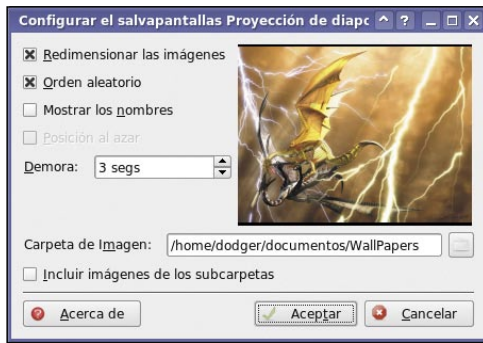 Configurar el salvapantallas Proyección de diapo
Redimensionar las imágenes
Orden aleatorio
Mostrar los nombres
Posición al azar
Demora: 3 segs
Carpeta de Imagen: /home/dodger/documentos/WallPapers
Incluir imágenes de los subcarpetas
Acerca de Aceptar Cancelar